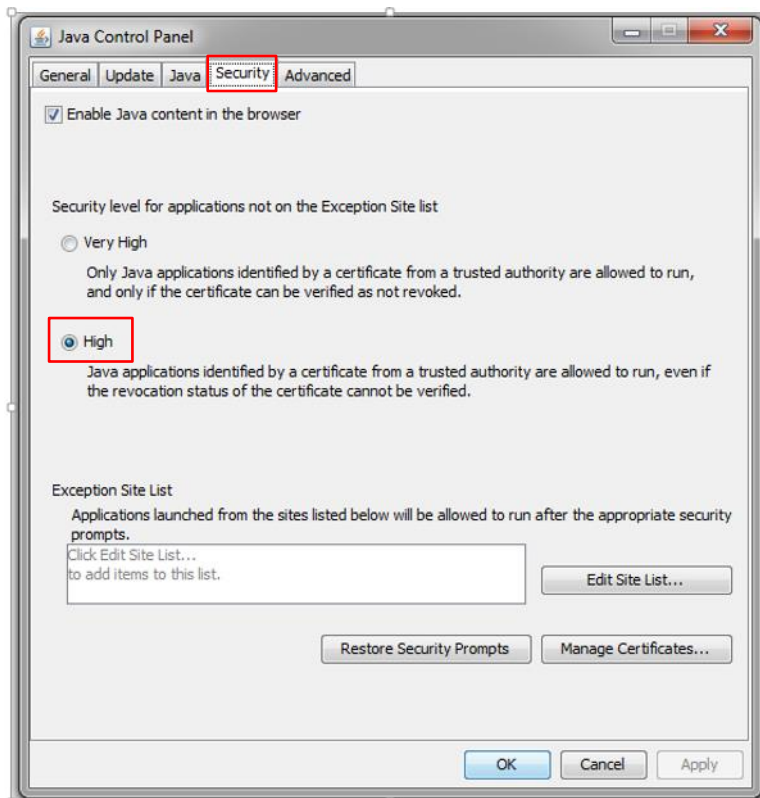 Java Control Panel
General Update Java Security Advanced
Enable Java content in the browser
Security level for applications not on the Exception Site list
Very High
Only Java applications identified by a certificate from a trusted authority are allowed to run,
and only if the certificate can be verified as not revoked.
High
Java applications identified by a certificate from a trusted authority are allowed to run, even if
the revocation status of the certificate cannot be verified.
Exception Site List
Applications launched from the sites listed below will be allowed to run after the appropriate security
prompts.
Click Edit Site List...
to add items to this list.
Edit Site List...
Restore Security Prompts Manage Certificates...
OK Cancel Apply